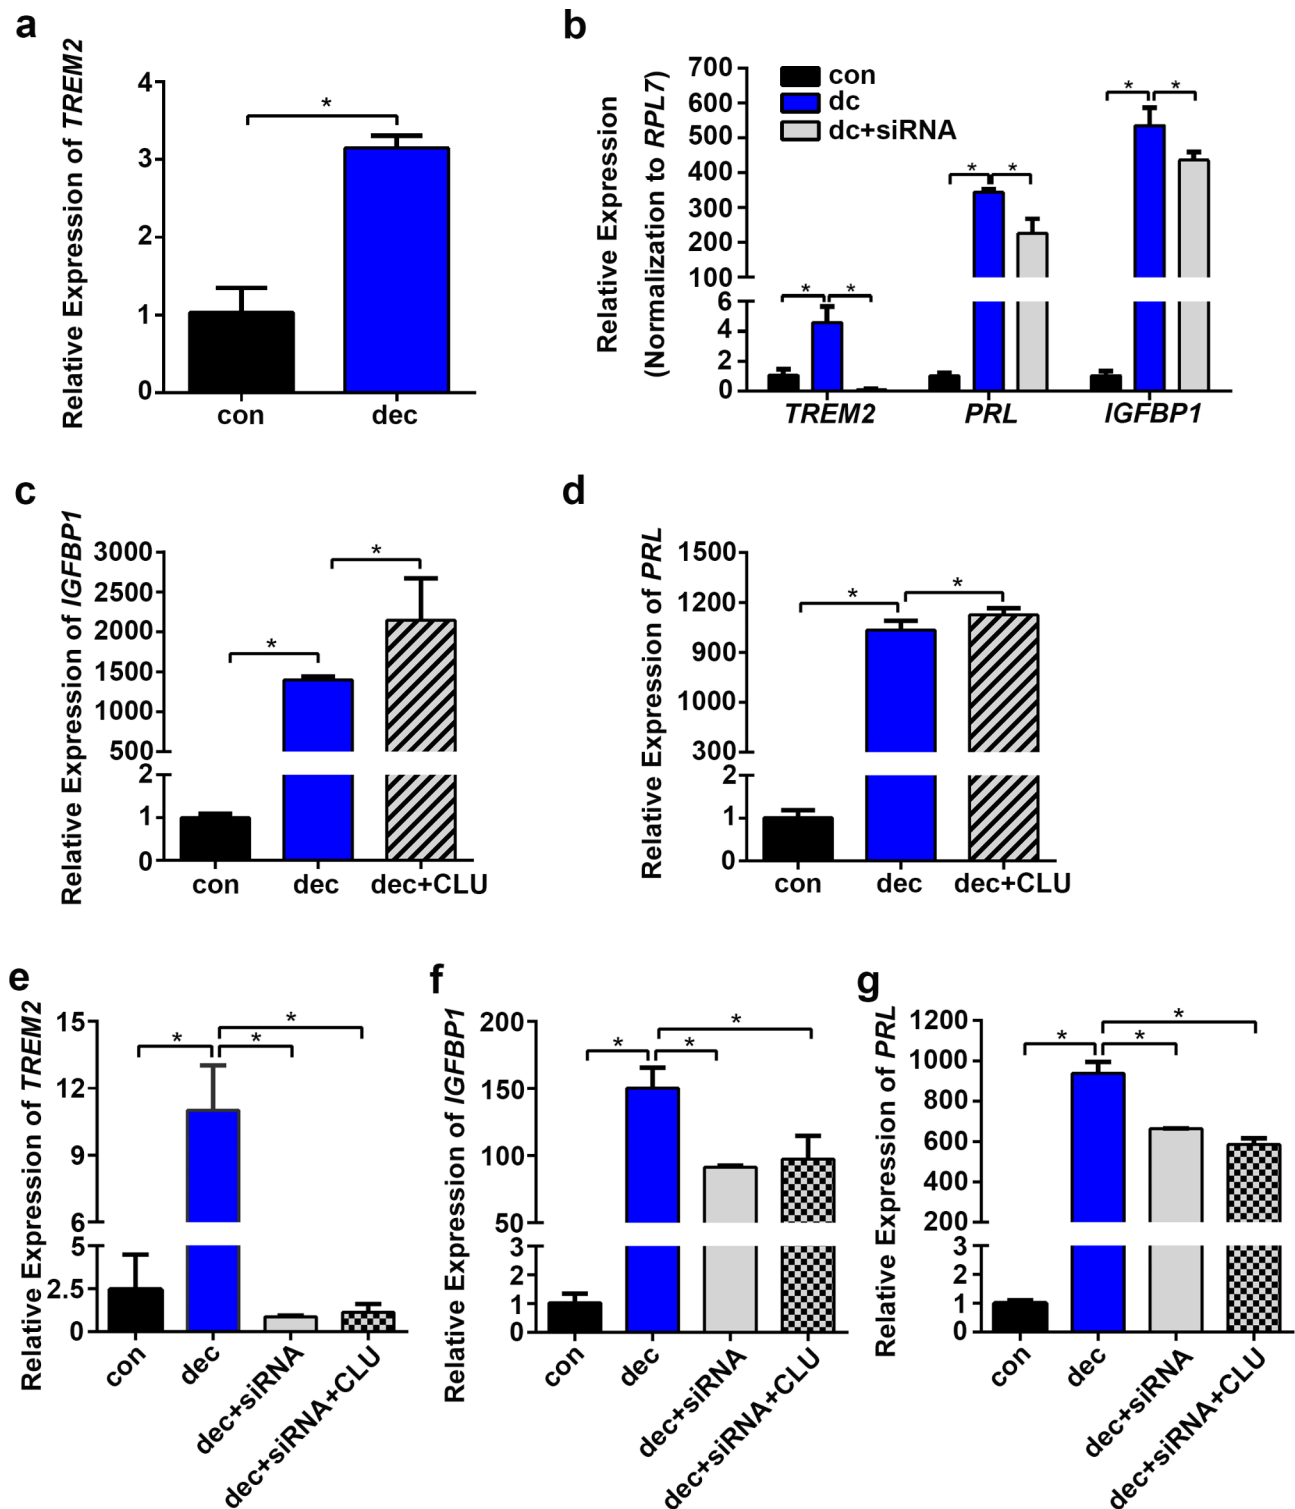 a
Relative Expression of TREM2
4
3
2
1
0
*
con
dec
b
Relative Expression
(Normalization to RPL7)
700
600
500
400
300
200
100
6
4
2
0
con
dc
dc+siRNA
* *
* *
* *
TREM2
PRL
IGFBP1
c
Relative Expression of IGFBP1
3000
2500
2000
1500
1000
500
2
1
0
*
*
con
dec
dec+CLU
d
Relative Expression of PRL
1500
1200
900
1000
300
2
1
0
*
*
con
dec
dec+CLU
e
Relative Expression of TREM2
15
12
9
6
5
2.5
0
*
* *
con
dec
dec+siRNA
dec+siRNA+CLU
f
Relative Expression of IGFBP1
200
150
100
50
3
2
1
0
*
* *
con
dec
dec+siRNA
dec+siRNA+CLU
g
Relative Expression of PRL
1200
1000
800
600
400
200
3
2
1
0
*
* *
con
dec
dec+siRNA
dec+siRNA+CLU